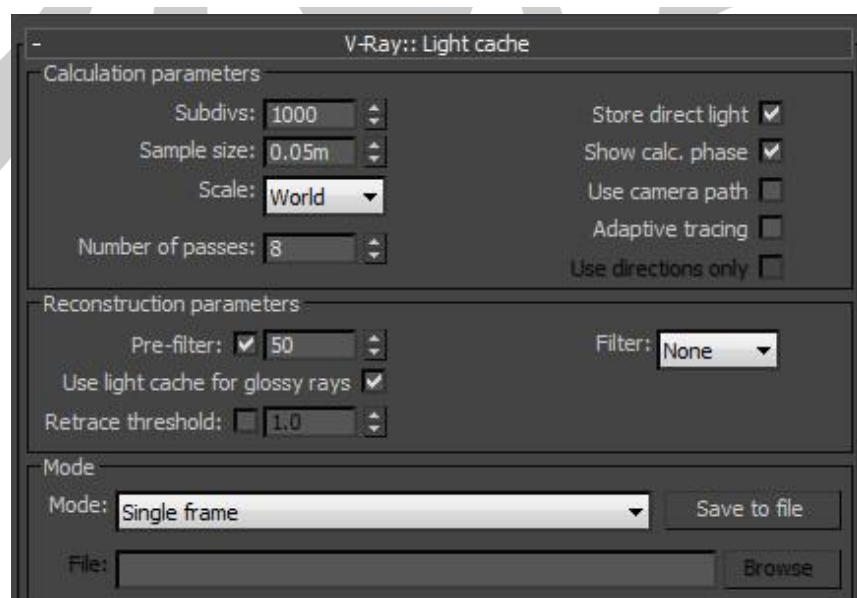 - V-Ray:: Light cache
Calculation parameters
Subdivs: 1000
Store direct light
Sample size: 0.05m
Show calc. phase
Scale: World
Use camera path
Adaptive tracing
Number of passes: 8
Use directions only
Reconstruction parameters
Pre-filter: 50
Filter: None
Use light cache for glossy rays
Retrace threshold: 1.0
Mode
Mode: Single frame
Save to file
File:
Browse